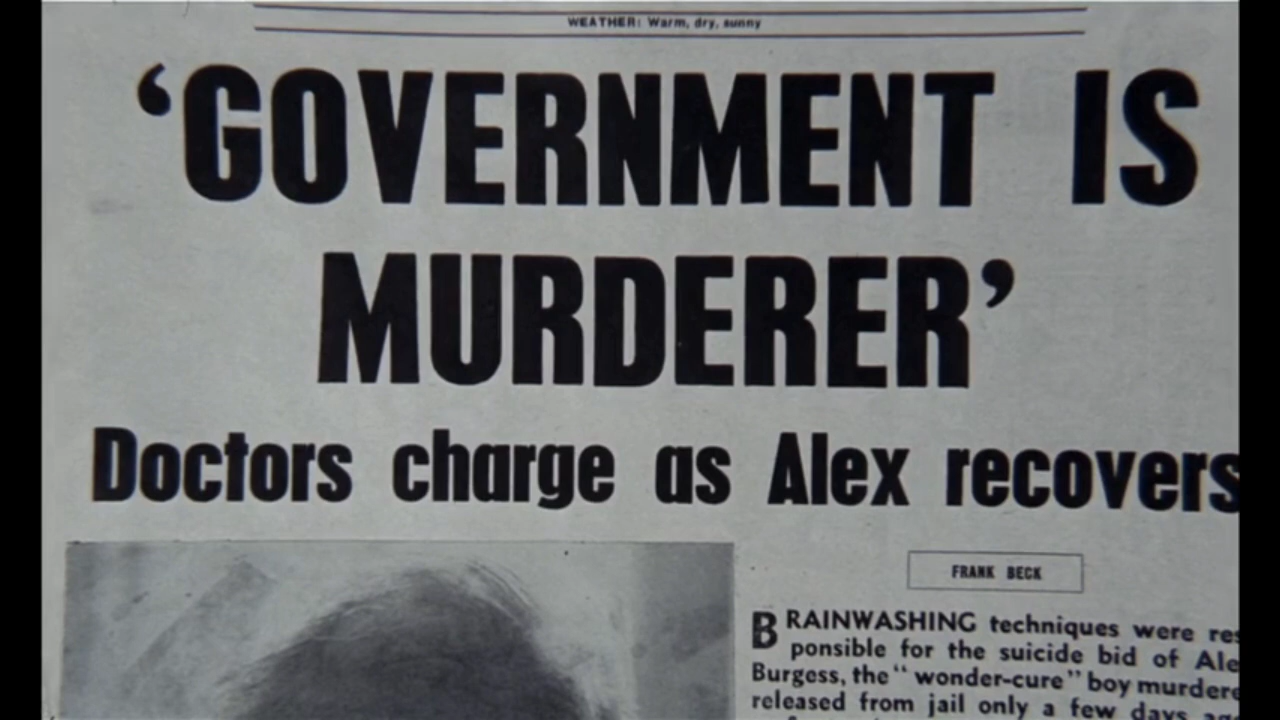 WEATHER: Warm, dry, sunny
‘GOVERNMENT IS
MURDERER’
Doctors charge as Alex recovers
FRANK BECK
BRAINWASHING techniques were res
ponsible for the suicide bid of Ale
Burgess, the “wonder-cure” boy murdere
released from jail only a few days ago